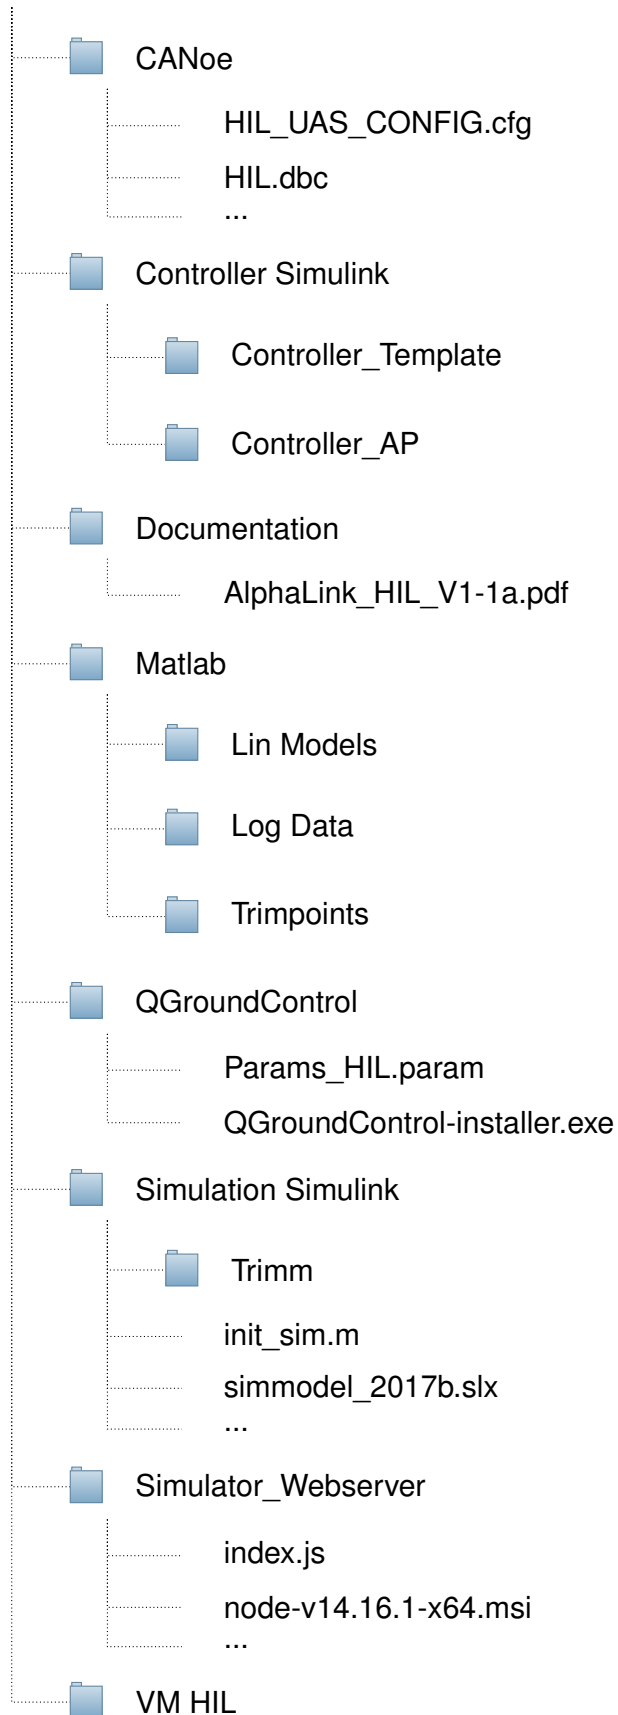 CANoe
HIL_UAS_CONFIG.cfg
HIL.dbc
...
Controller Simulink
Controller_Template
Controller_AP
Documentation
AlphaLink_HIL_V1-1a.pdf
Matlab
Lin Models
Log Data
Trimpoints
QGroundControl
Params_HIL.param
QGroundControl-installer.exe
Simulation Simulink
Trimm
init_sim.m
simmodel_2017b.slx
...
Simulator_Webserver
index.js
node-v14.16.1-x64.msi
...
VM HIL